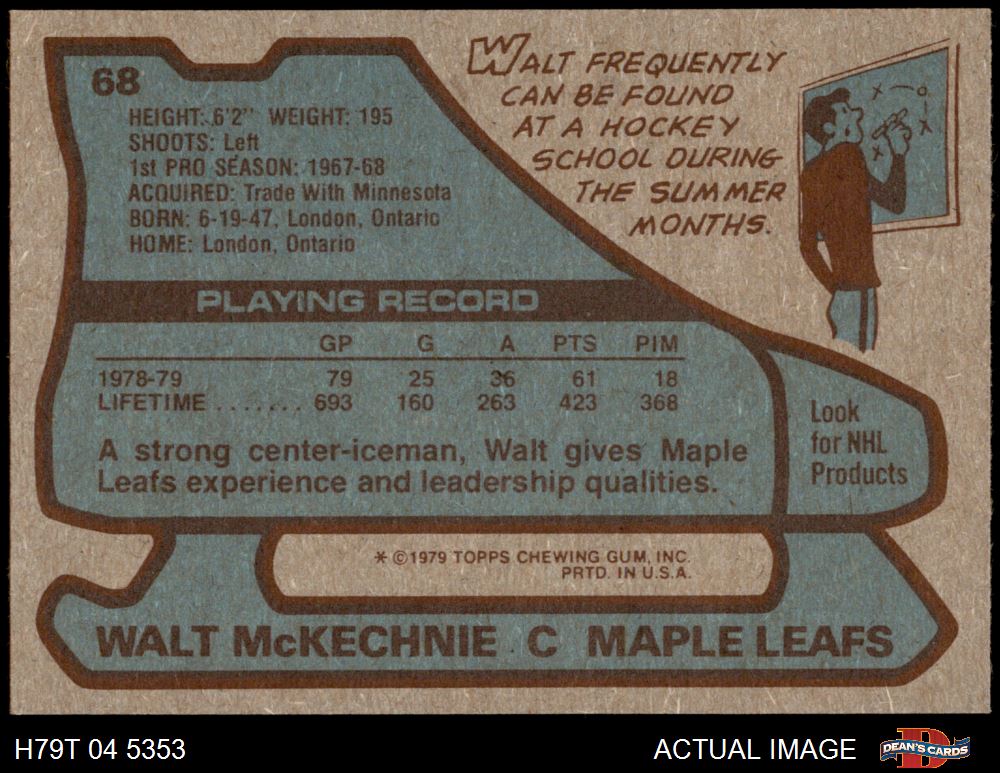 68
HEIGHT: 6'2" WEIGHT: 195
SHOOTS: Left
1st PRO SEASON: 1967-68
ACQUIRED: Trade With Minnesota
BORN: 6-19-47, London, Ontario
HOME: London, Ontario
WALT FREQUENTLY
CAN BE FOUND
AT A HOCKEY
SCHOOL DURING
THE SUMMER
MONTHS.
PLAYING RECORD
GP G A PTS PIM
1978-79 79 25 36 61 18
LIFETIME ....... 693 160 263 423 368
A strong center-iceman, Walt gives Maple
Leafs experience and leadership qualities.
Look
for NHL
Products
* ©1979 TOPPS CHEWING GUM, INC.
PRTD. IN U.S.A.
WALT McKECHNIE C MAPLE LEAFS
H79T 04 5353
ACTUAL IMAGE
DEAN'S CARDS